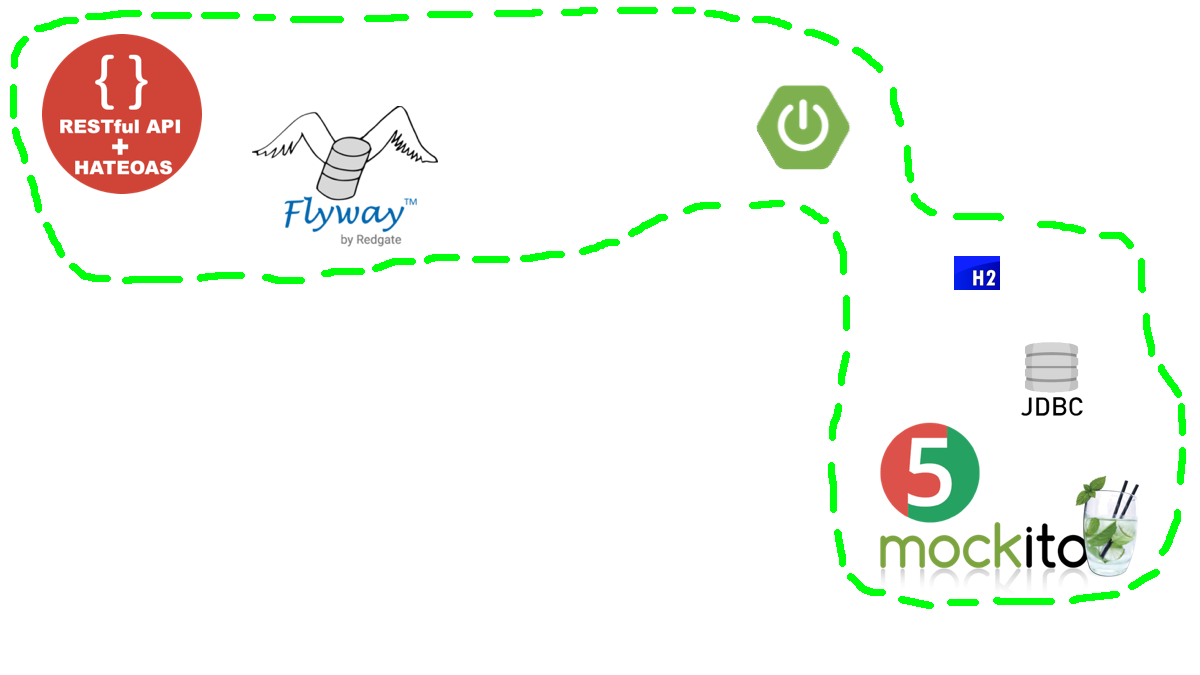 { }
RESTful API
+
HATEOAS
Flyway™
by Redgate
H2
JDBC
5
mockito